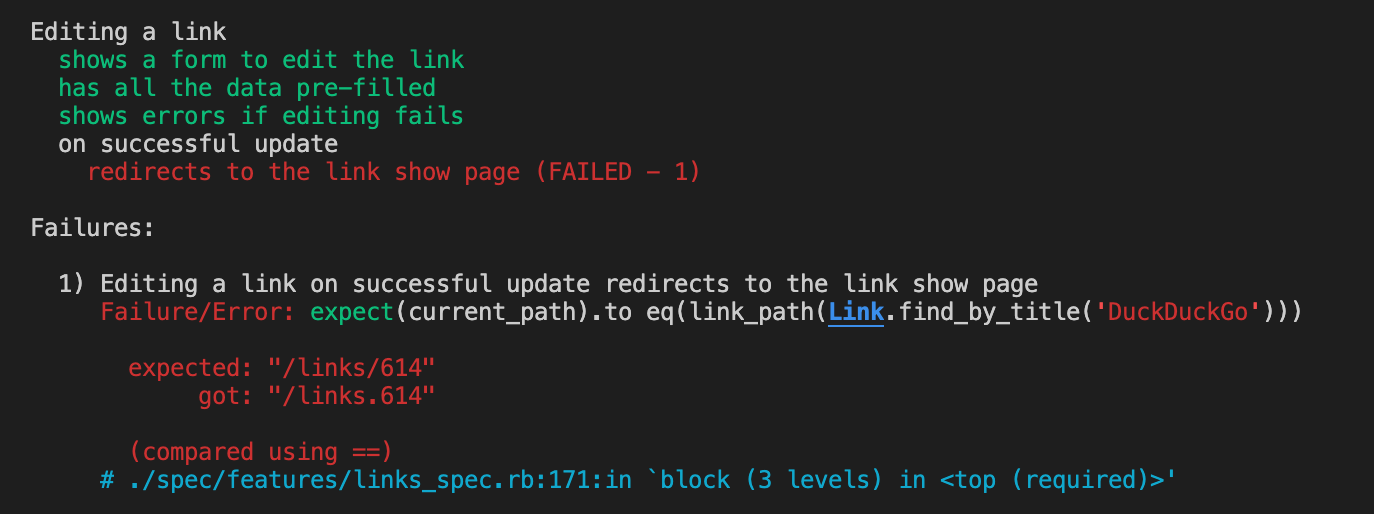 Editing a link
shows a form to edit the link
has all the data pre-filled
shows errors if editing fails
on successful update
redirects to the link show page (FAILED - 1)
Failures:
1) Editing a link on successful update redirects to the link show page
Failure/Error: expect(current_path).to eq(link_path(Link.find_by_title('DuckDuckGo')))
expected: "/links/614"
got: "/links.614"
(compared using ==)
# ./spec/features/links_spec.rb:171:in `block (3 levels) in <top (required)>'